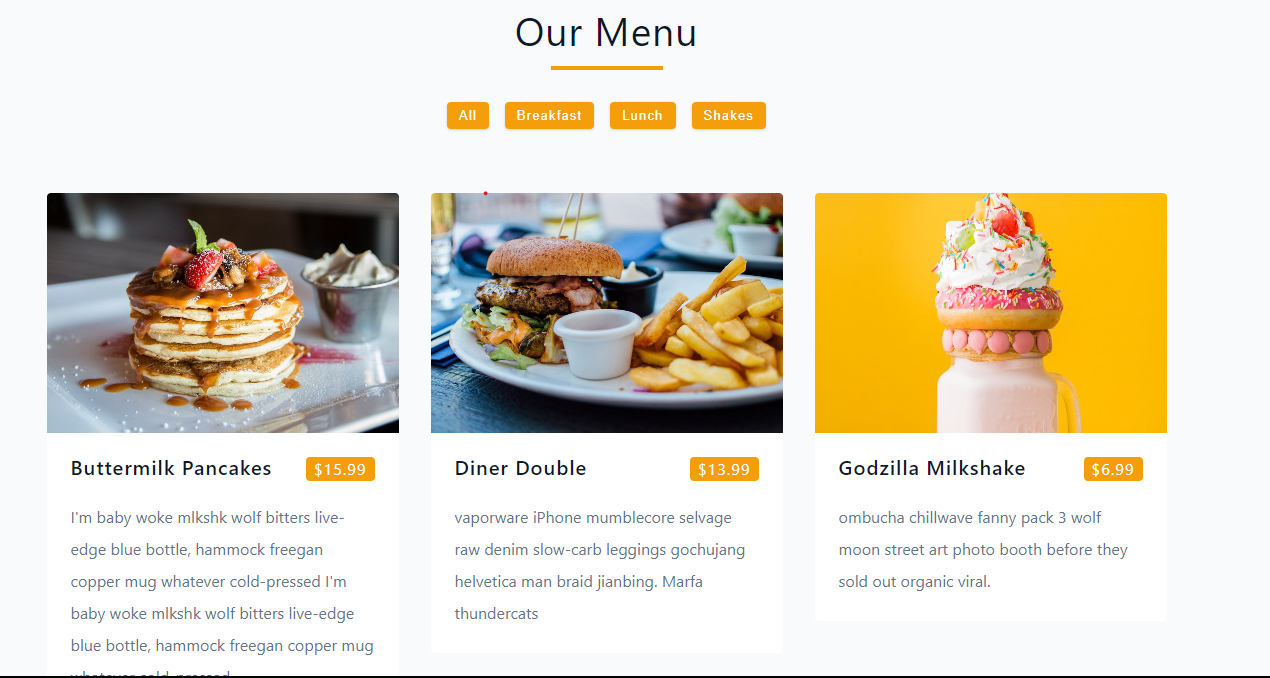 Our Menu
All Breakfast Lunch Shakes
Buttermilk Pancakes $15.99
I'm baby woke mlkshk wolf bitters live-
edge blue bottle, hammock freegan
copper mug whatever cold-pressed I'm
baby woke mlkshk wolf bitters live-edge
blue bottle, hammock freegan copper mug
whatever cold-pressed
Diner Double $13.99
vaporware iPhone mumblecore selvage
raw denim slow-carb leggings gochujang
helvetica man braid jianbing. Marfa
thundercats
Godzilla Milkshake $6.99
ombucha chillwave fanny pack 3 wolf
moon street art photo booth before they
sold out organic viral.